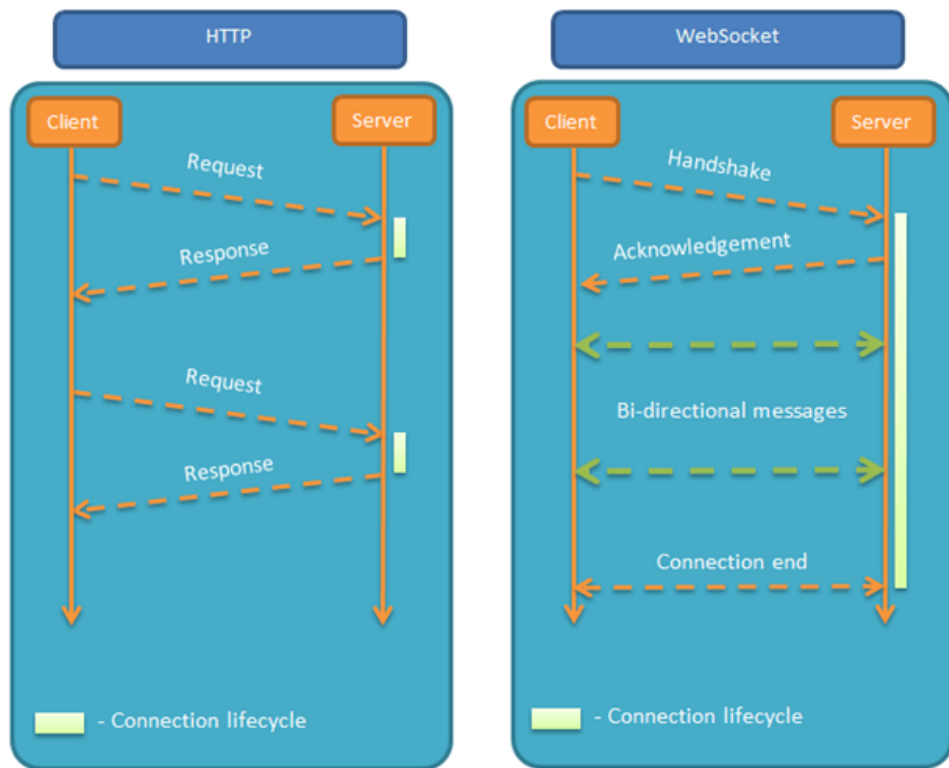 HTTP
Client
Server
Request
Response
Request
Response
- Connection lifecycle
WebSocket
Client
Server
Handshake
Acknowledgement
Bi-directional messages
Connection end
- Connection lifecycle